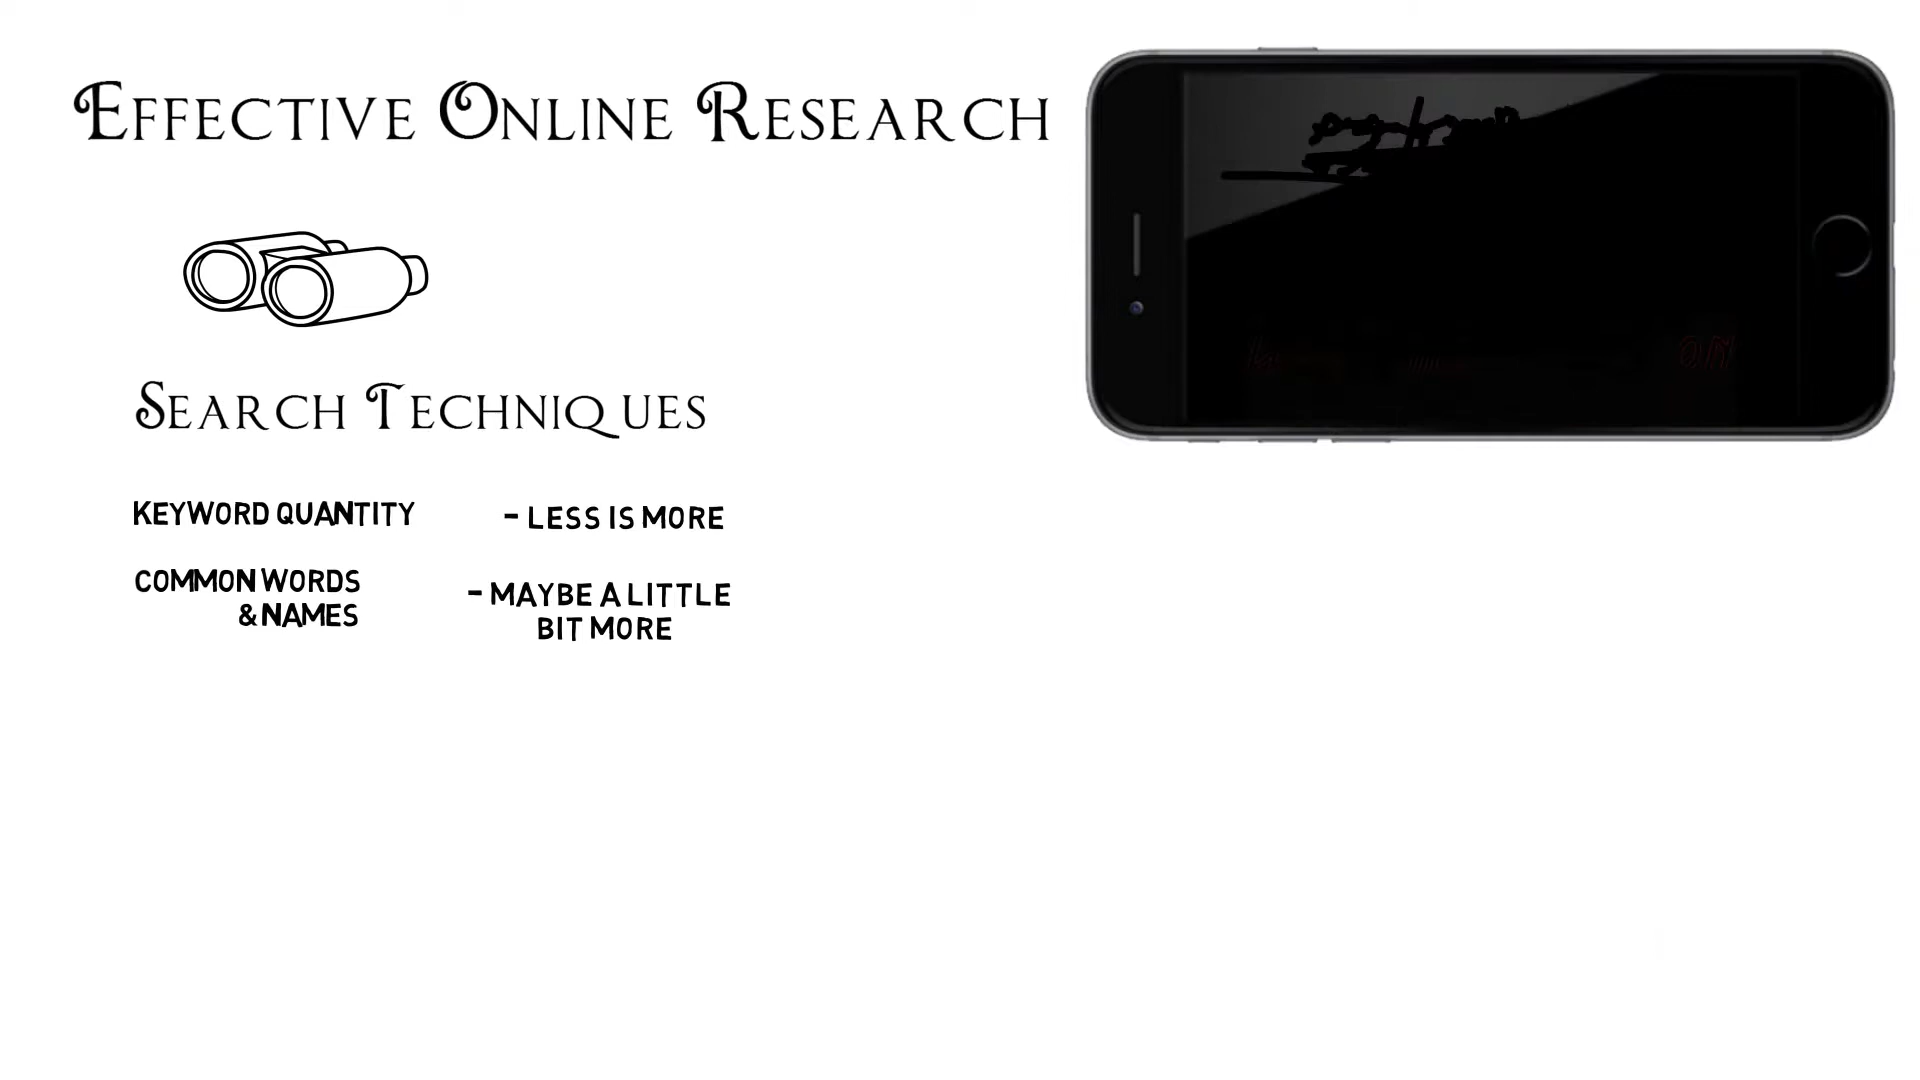 Effective Online Research
Search Techniques
KEYWORD QUANTITY - LESS IS MORE
COMMON WORDS - MAYBE A LITTLE
& NAMES BIT MORE